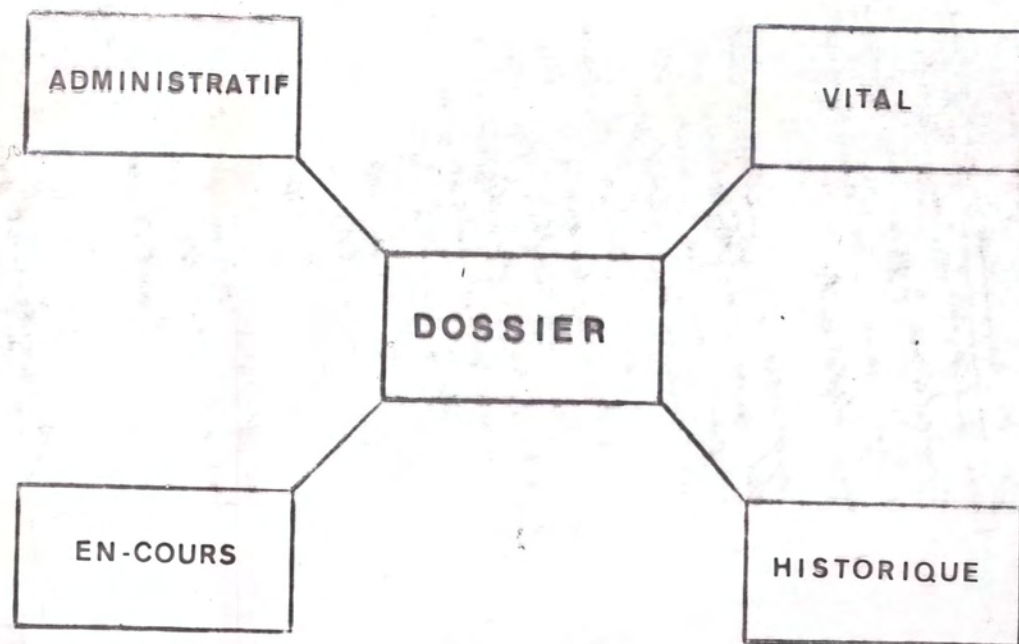 ADMINISTRATIF
VITAL
DOSSIER
EN-COURS
HISTORIQUE